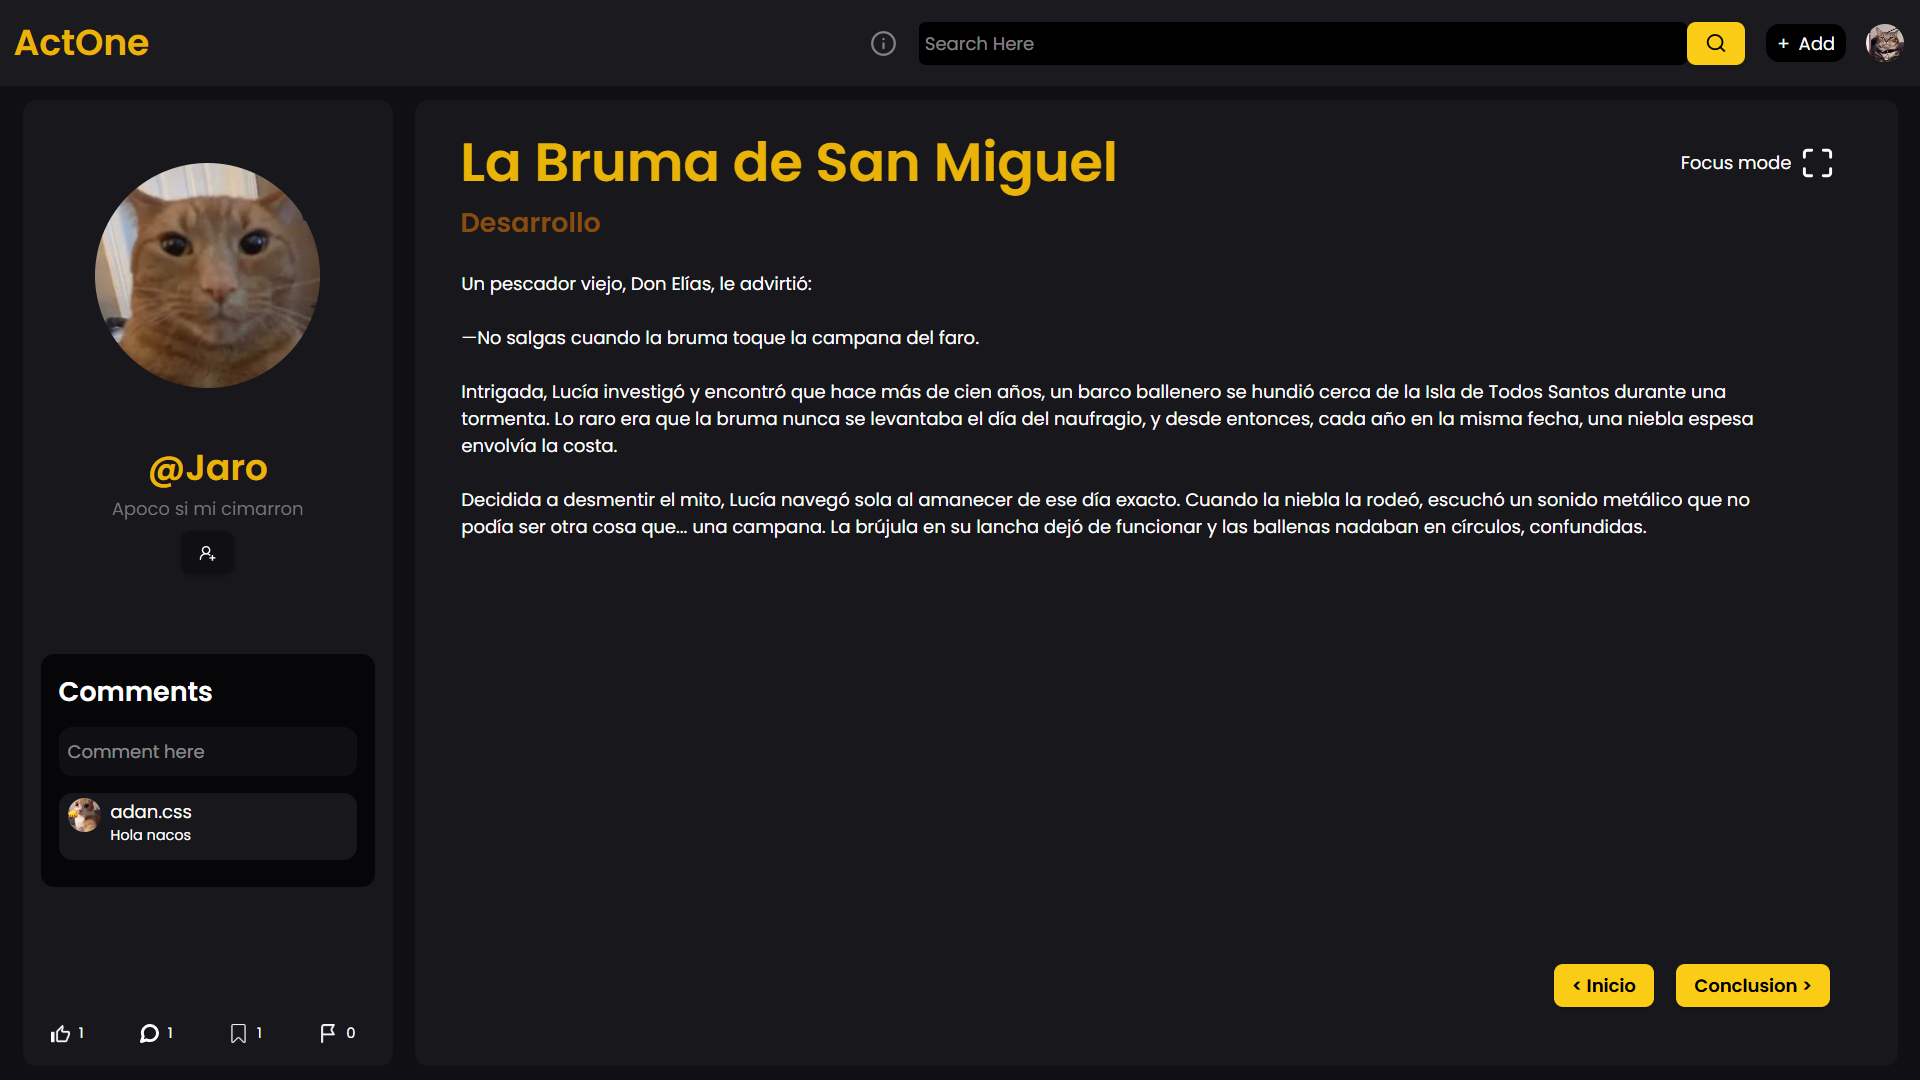 ActOne
Search Here
+ Add
@Jaro
Apoco si mi cimarron
Comments
Comment here
adan.css
Hola nacos
1
1
1
0
La Bruma de San Miguel
Focus mode
Desarrollo
Un pescador viejo, Don Elías, le advirtió:
—No salgas cuando la bruma toque la campana del faro.
Intrigada, Lucía investigó y encontró que hace más de cien años, un barco ballenero se hundió cerca de la Isla de Todos Santos durante una
tormenta. Lo raro era que la bruma nunca se levantaba el día del naufragio, y desde entonces, cada año en la misma fecha, una niebla espesa
envolvía la costa.
Decidida a desmentir el mito, Lucía navegó sola al amanecer de ese día exacto. Cuando la niebla la rodeó, escuchó un sonido metálico que no
podía ser otra cosa que... una campana. La brújula en su lancha dejó de funcionar y las ballenas nadaban en círculos, confundidas.
< Inicio
Conclusion >